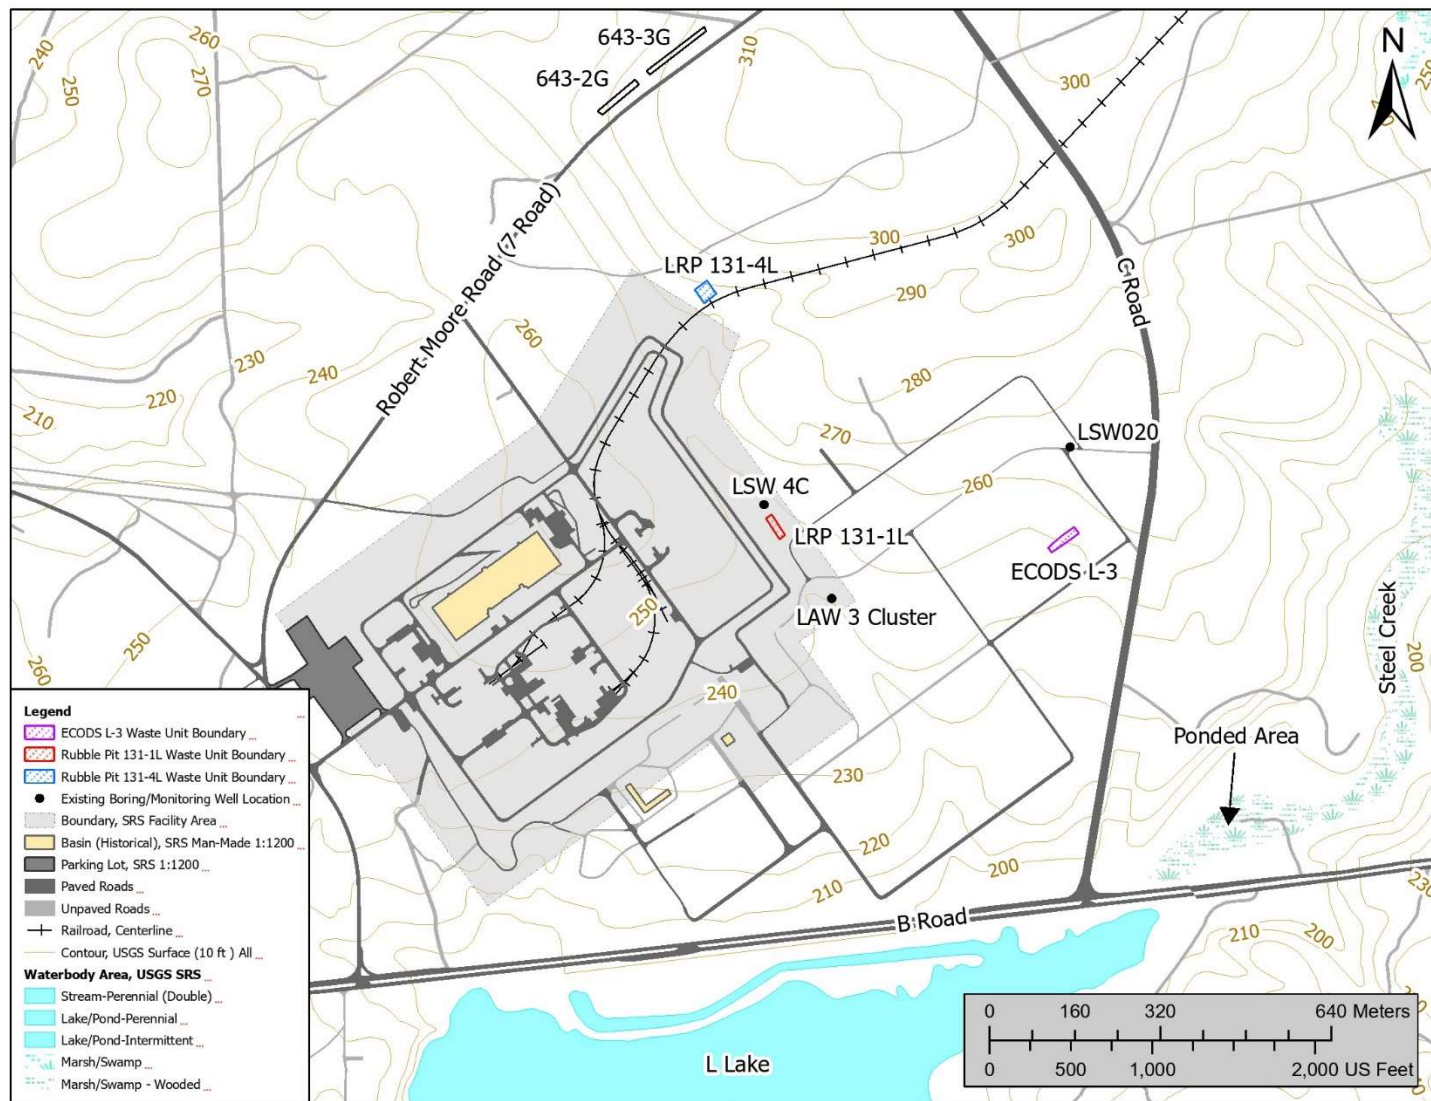 240
260
250
270
643-3G
643-2G
310
300
N
250
Robert Moore Road (7 Road)
300
300
LRP 131-4L
290
C Road
260
230
240
220
210
280
270
LSW020
260
LSW 4C
LRP 131-1L
ECODS L-3
250
LAW 3 Cluster
250
260
240
Steel Creek
200
Ponded Area
230
220
210
200
B Road
230
210
200
L Lake
Legend
ECODS L-3 Waste Unit Boundary ...
Rubble Pit 131-1L Waste Unit Boundary ...
Rubble Pit 131-4L Waste Unit Boundary ...
Existing Boring/Monitoring Well Location ...
Boundary, SRS Facility Area ...
Basin (Historical), SRS Man-Made 1:1200 ...
Parking Lot, SRS 1:1200 ...
Paved Roads ...
Unpaved Roads ...
Railroad, Centerline ...
Contour, USGS Surface (10 ft ) All ...
Waterbody Area, USGS SRS ...
Stream-Perennial (Double) ...
Lake/Pond-Perennial ...
Lake/Pond-Intermittent ...
Marsh/Swamp ...
Marsh/Swamp - Wooded ...
0 160 320 640 Meters
0 500 1,000 2,000 US Feet